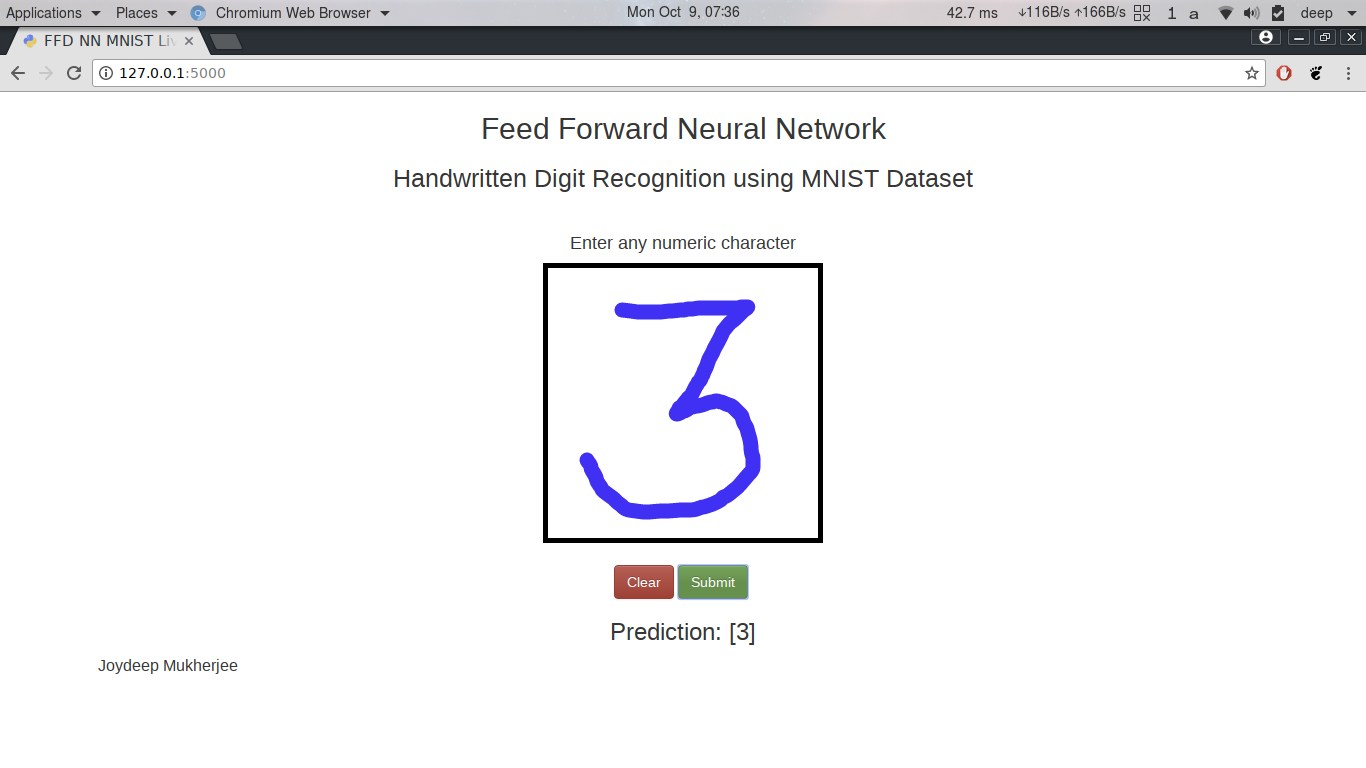 Applications Places Chromium Web Browser Mon Oct 9, 07:36 42.7 ms ↓116B/s ↑166B/s 1 a deep
FFD NN MNIST Li
127.0.0.1:5000
Feed Forward Neural Network
Handwritten Digit Recognition using MNIST Dataset
Enter any numeric character
3
Clear Submit
Prediction: [3]
Joydeep Mukherjee